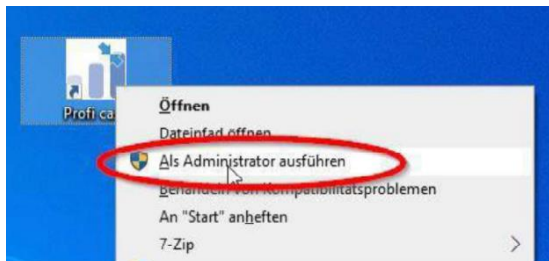 Profi ca
Öffnen
Dateipfad öffnen
Als Administrator ausführen
Behandeln von Kompatibilitätsproblemen
An "Start" anheften
7-Zip